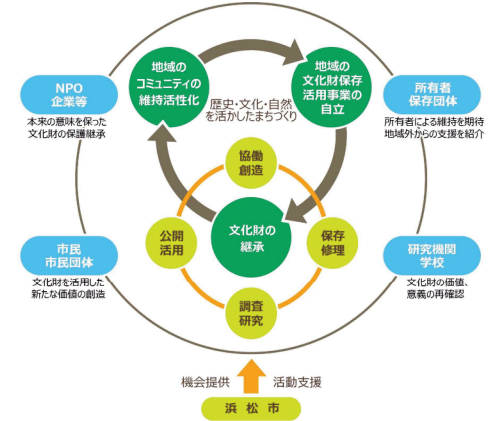 地域の
コミュニティの
維持活性化
地域の
文化財保存
活用事業の
自立
歴史・文化・自然
を活かしたまちづくり
NPO
企業等
本来の意味を保った
文化財の保護継承
所有者
保存団体
所有者による維持を期待
地域外からの支援を紹介
協働
創造
公開
活用
文化財の
継承
保存
修理
調査
研究
市民
市民団体
文化財を活用した
新たな価値の創造
研究機関
学校
文化財の価値、
意義の再確認
機会提供
活動支援
浜松市